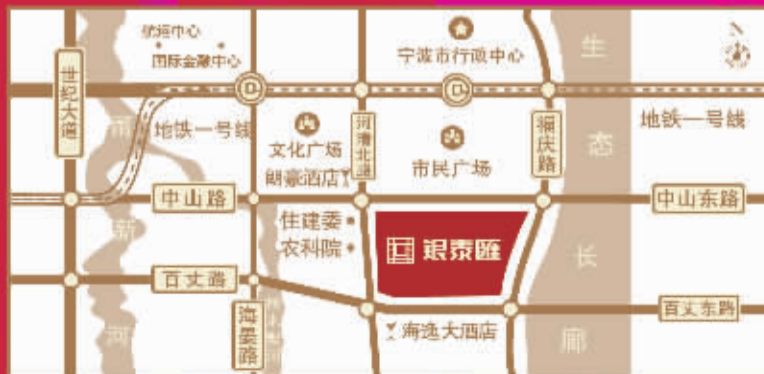 航运中心
国际金融中心
宁波市行政中心
世纪大道
地铁一号线
文化广场
朗豪酒店
河清北路
市民广场
福庆路
地铁一号线
生态长廊
中山路
中山东路
住建委
农科院
银泰匯
新
河
百丈路
海晏路
海逸大酒店
百丈东路